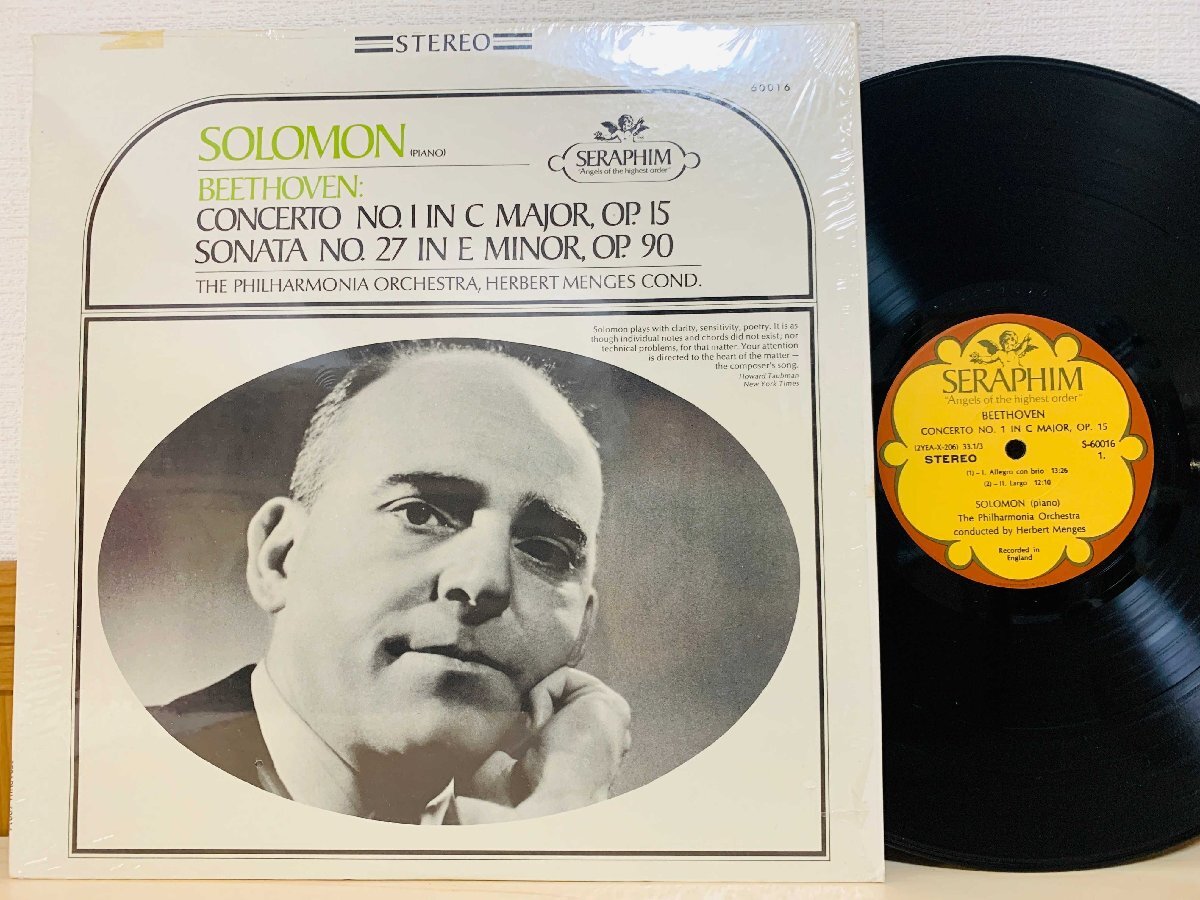 STEREO
60016
SOLOMON (PIANO)
SERAPHIM
"Angels of the highest order"
BEETHOVEN:
CONCERTO NO. 1 IN C MAJOR, OP. 15
SONATA NO. 27 IN E MINOR, OP. 90
THE PHILHARMONIA ORCHESTRA, HERBERT MENGES COND.
Solomon plays with clarity, sensitivity, poetry. It is as
though individual notes and chords did not exist; nor
technical problems, for that matter. Your attention
is directed to the heart of the matter —
the composer's song.
Howard Taubman
New York Times
SERAPHIM
"Angels of the highest order"
BEETHOVEN
CONCERTO NO. 1 IN C MAJOR, OP. 15
(2YEA-X-206) 33.1/3
S-60016
STEREO
1.
(1) – I. Allegro con brio 13:26
(2) – II. Largo 12:10
SOLOMON (piano)
The Philharmonia Orchestra
conducted by Herbert Menges
Recorded in
England